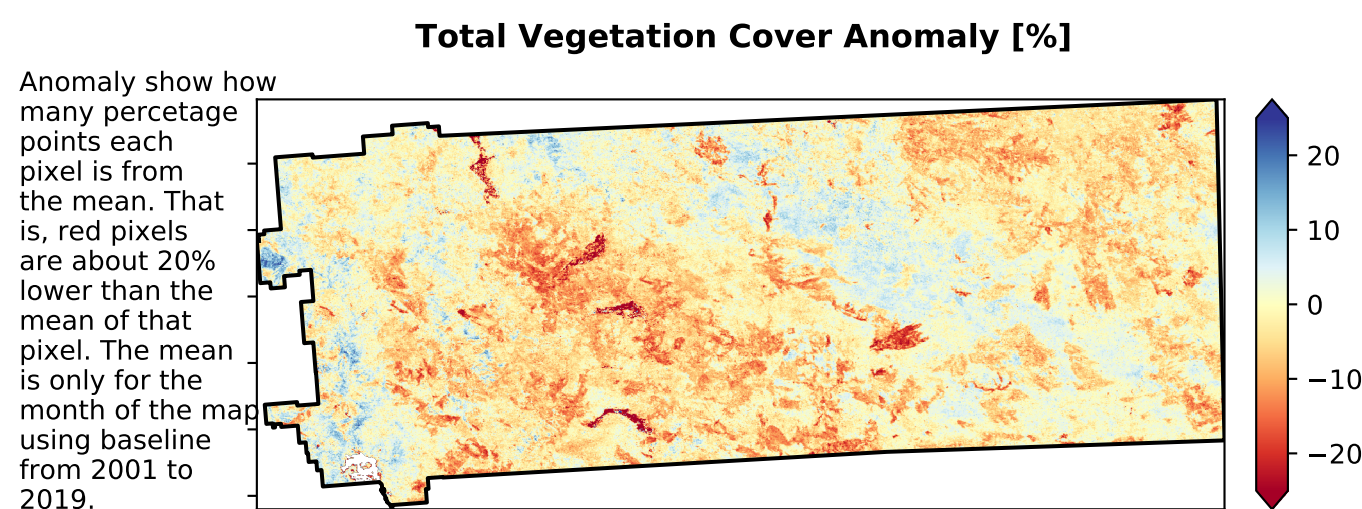 Total Vegetation Cover Anomaly [%]
Anomaly show how
many percetage
points each
pixel is from
the mean. That
is, red pixels
are about 20%
lower than the
mean of that
pixel. The mean
is only for the
month of the map
using baseline
from 2001 to
2019.
20
10
0
−10
−20